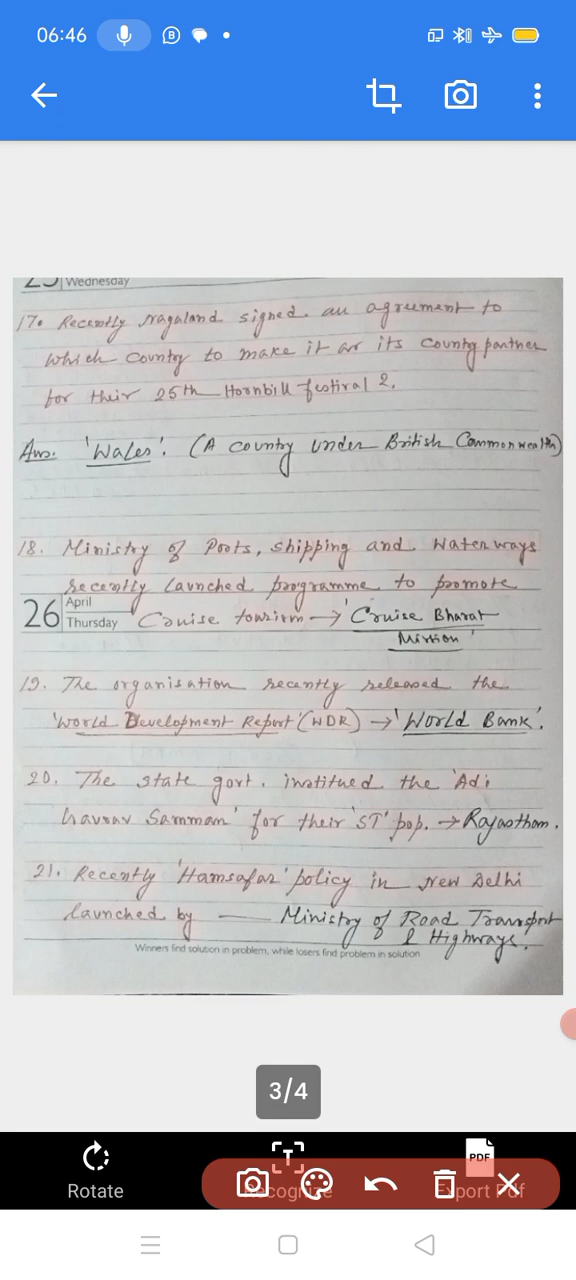 06:46
25 Wednesday
17. Recently Nagaland signed an agreement to
which country to make it as its country partner
for their 25th Hornbill festival?.
Ans. 'Wales'. (A country under British Commonwealth)
18. Ministry of Ports, shipping and Waterways
recently launched programme to promote
26 April
Thursday
Cruise tourism → 'Cruise Bharat
Mission'
19. The organisation recently released the
'World Development Report' (WDR) → 'World Bank'.
20. The state govt. institued the 'Adi
Gaurav Samman' for their 'ST' pop. → Rajasthan.
21. Recently 'Hamsafar' policy in New Delhi
launched by — Ministry of Road Transport
& Highways.
Winners find solution in problem, while losers find problem in solution
3/4
PDF
Rotate
Recognize
Export Pdf